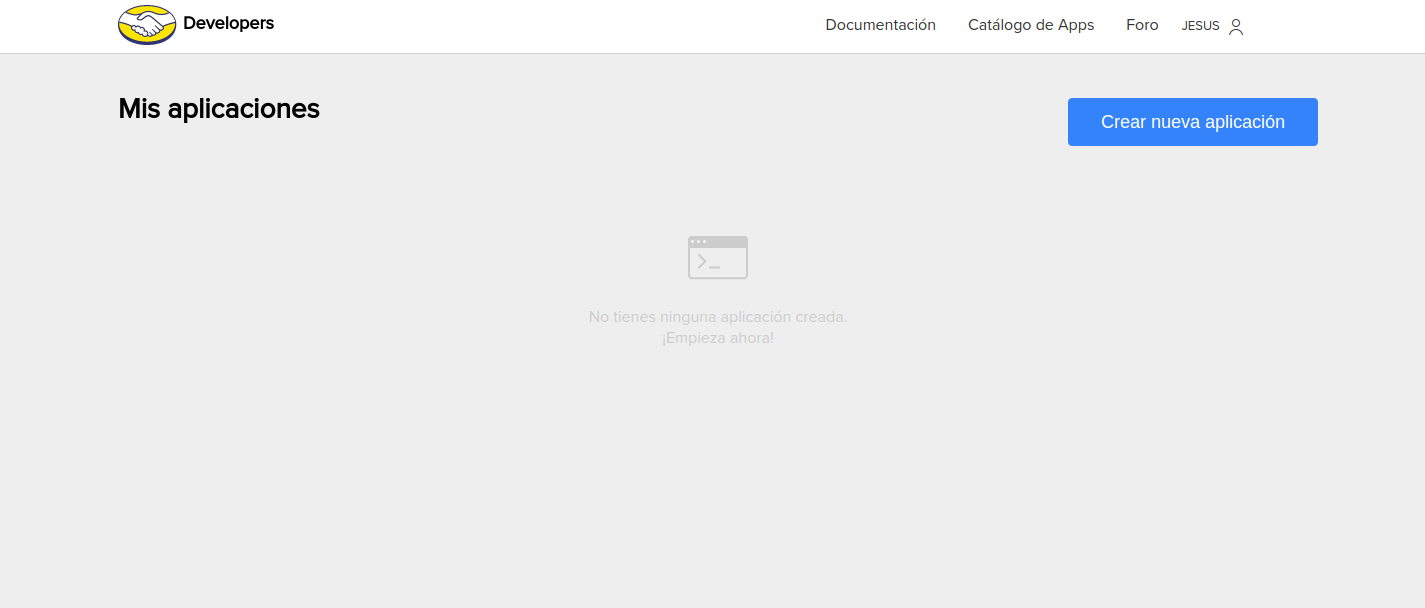 Developers
Documentación
Catálogo de Apps
Foro
JESUS
Mis aplicaciones
Crear nueva aplicación
No tienes ninguna aplicación creada.
¡Empieza ahora!